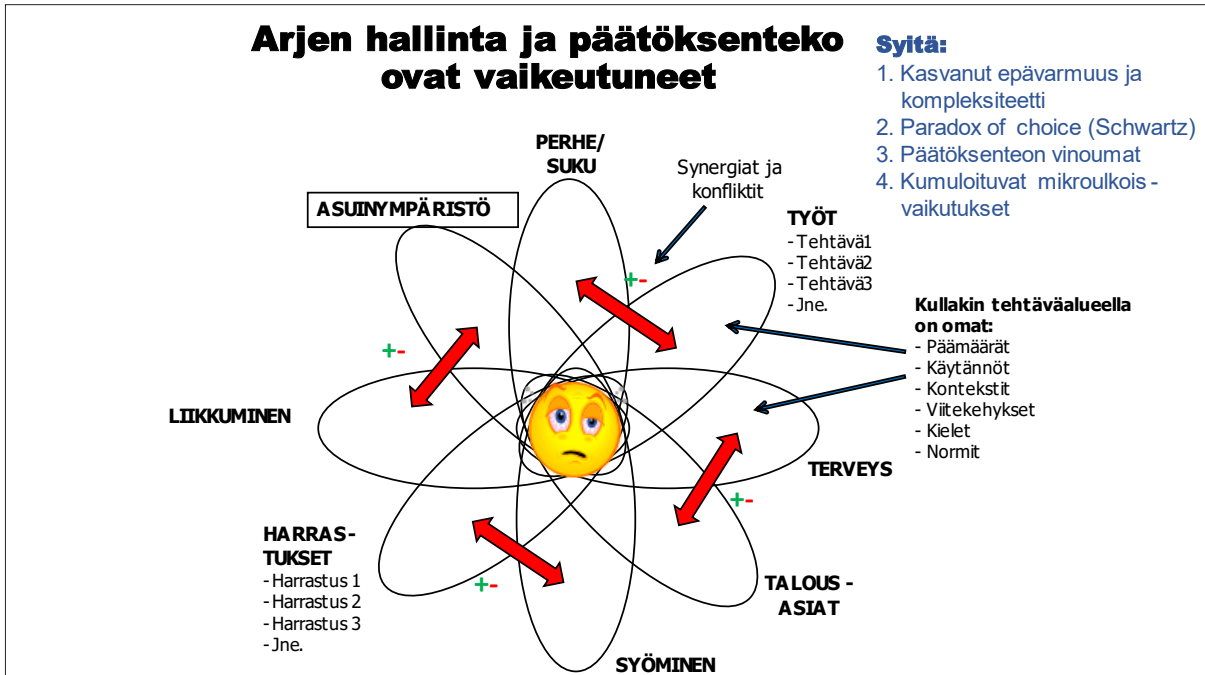 Arjen hallinta ja päätöksenteko
ovat vaikeutuneet
Syitä:
1. Kasvanut epävarmuus ja
kompleksiteetti
2. Paradox of choice (Schwartz)
3. Päätöksenteon vinoumat
4. Kumuloituvat mikroulkois-
vaikutukset
PERHE/
SUKU
Synergiat ja
konfliktit
ASUINYMPÄRISTÖ
TYÖT
- Tehtävä1
- Tehtävä2
- Tehtävä3
- Jne.
+-
Kullakin tehtäväalueella
on omat:
- Päämäärät
- Käytännöt
- Kontekstit
- Viitekehykset
- Kielet
- Normit
+-
LIIKKUMINEN
TERVEYS
+-
HARRAS-
TUKSET
- Harrastus 1
- Harrastus 2
- Harrastus 3
- Jne.
+-
TALOUS-
ASIAT
SYÖMINEN